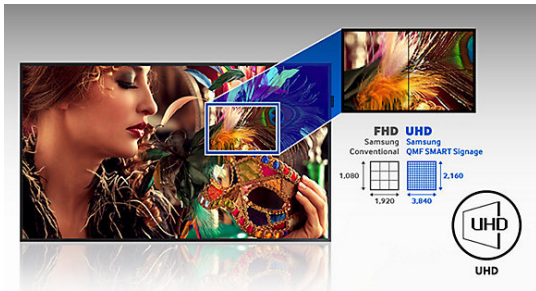 FHD UHD
Samsung Samsung
Conventional QMF SMART Signage
1,080 2,160
1,920 3,840
UHD
UHD